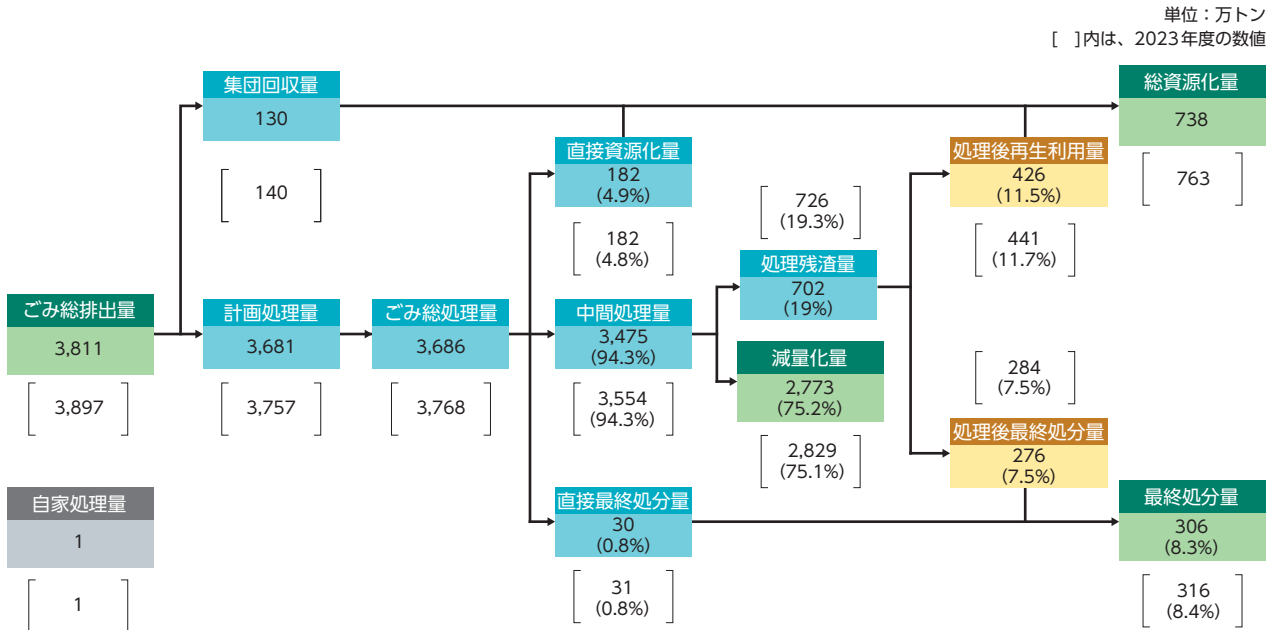 単位：万トン
[　]内は、2023年度の数値
集団回収量
130
140
総資源化量
738
763
直接資源化量
182
(4.9%)
182
(4.8%)
処理後再生利用量
426
(11.5%)
441
(11.7%)
726
(19.3%)
処理残渣量
702
(19%)
ごみ総排出量
3,811
3,897
計画処理量
3,681
3,757
ごみ総処理量
3,686
3,768
中間処理量
3,475
(94.3%)
3,554
(94.3%)
減量化量
2,773
(75.2%)
2,829
(75.1%)
284
(7.5%)
処理後最終処分量
276
(7.5%)
自家処理量
1
1
直接最終処分量
30
(0.8%)
31
(0.8%)
最終処分量
306
(8.3%)
316
(8.4%)